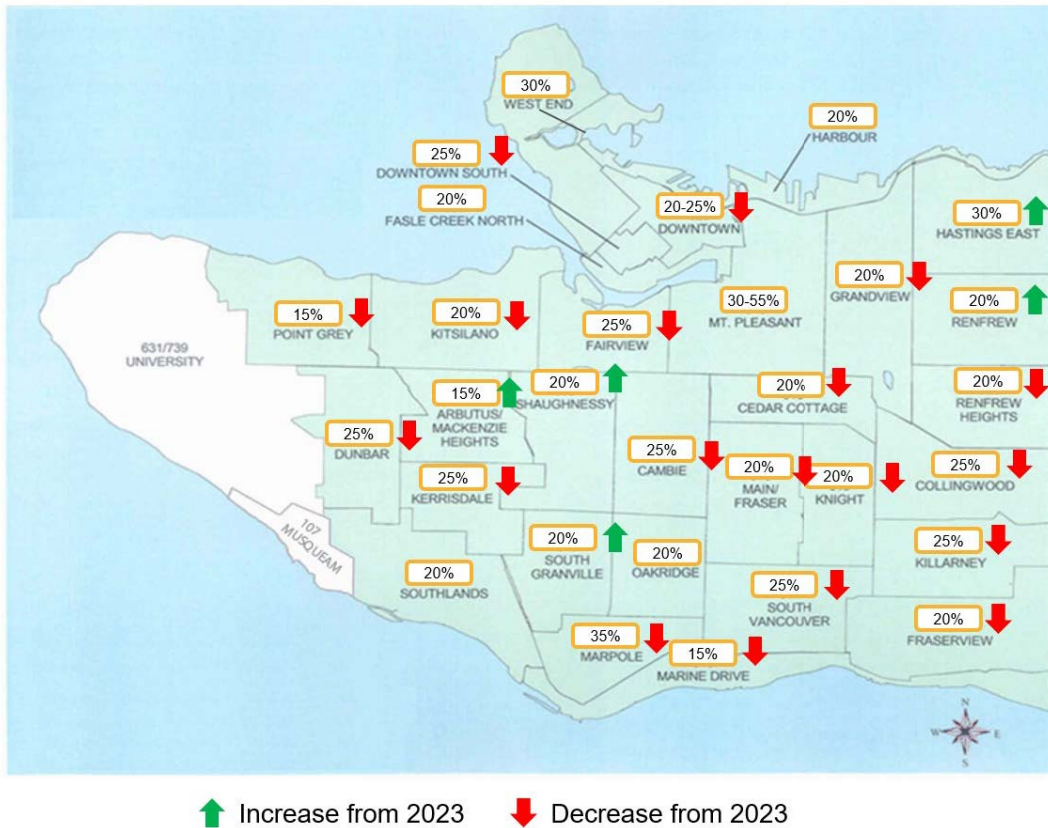 30%
WEST END
20%
HARBOUR
25%
DOWNTOWN SOUTH
20%
FASLE CREEK NORTH
20-25%
DOWNTOWN
30%
HASTINGS EAST
20%
GRANDVIEW
15%
POINT GREY
20%
KITSILANO
25%
FAIRVIEW
30-55%
MT. PLEASANT
20%
RENFREW
631/739
UNIVERSITY
15%
ARBUTUS/
MACKENZIE
HEIGHTS
20%
SHAUGHNESSY
20%
CEDAR COTTAGE
20%
RENFREW
HEIGHTS
25%
DUNBAR
25%
KERRISDALE
25%
CAMBIE
20%
MAIN/
FRASER
20%
KNIGHT
25%
COLLINGWOOD
107
MUSQUEAM
20%
SOUTHLANDS
20%
SOUTH
GRANVILLE
20%
OAKRIDGE
25%
KILLARNEY
25%
SOUTH
VANCOUVER
20%
FRASERVIEW
35%
MARPOLE
15%
MARINE DRIVE
N
W E
S
Increase from 2023 Decrease from 2023